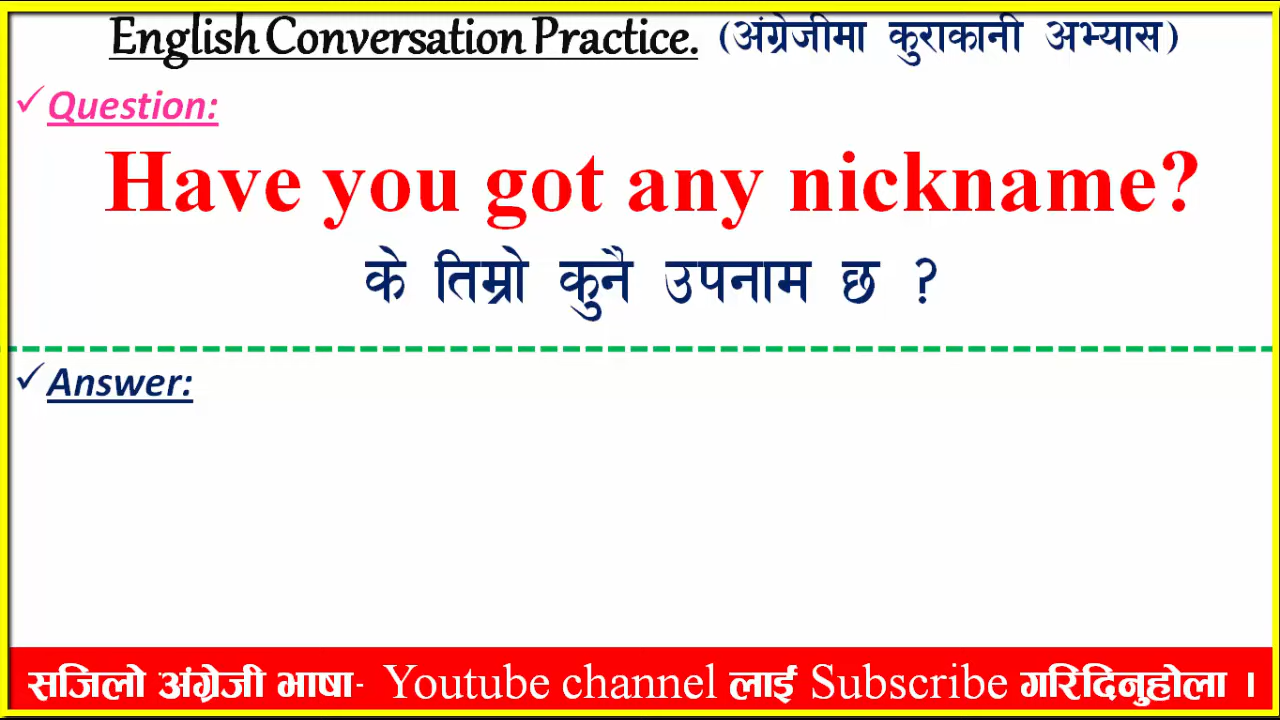 English Conversation Practice. (अंग्रेजीमा कुराकानी अभ्यास)
✓Question:
Have you got any nickname?
के तिम्रो कुनै उपनाम छ ?
✓Answer:
सजिलो अंग्रेजी भाषा- Youtube channel लाई Subscribe गरिदिनुहोला ।